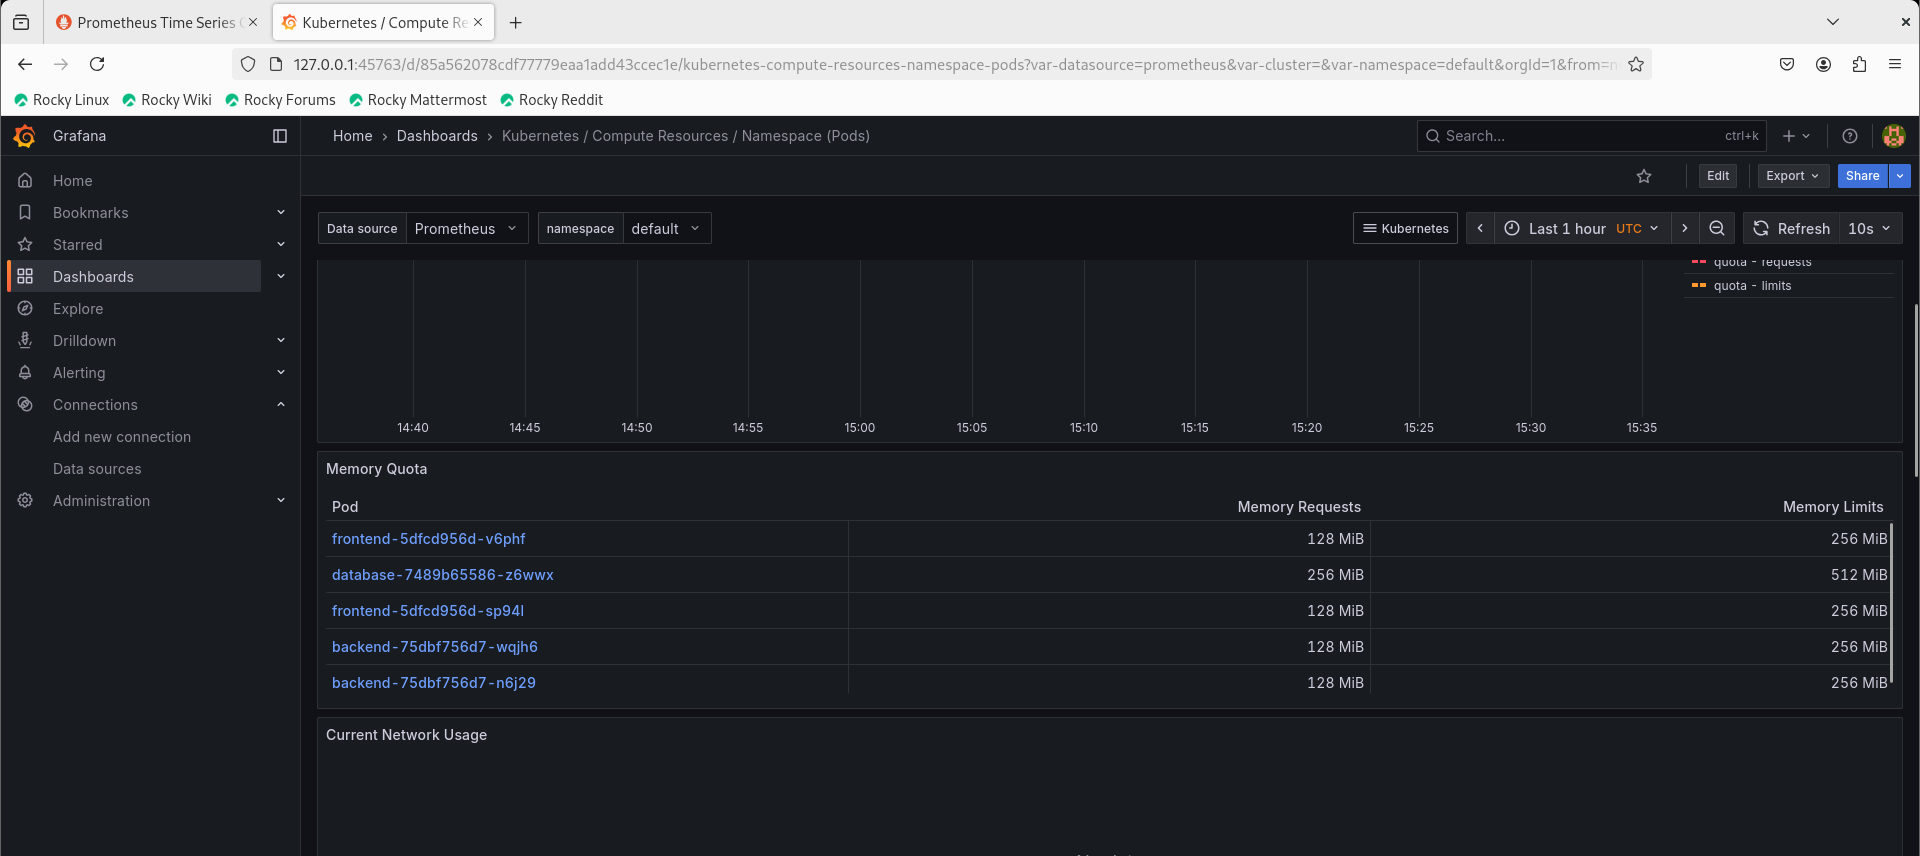 Prometheus Time Series
Kubernetes / Compute Re
127.0.0.1:45763/d/85a562078cdf77779eaa1add43ccec1e/kubernetes-compute-resources-namespace-pods?var-datasource=prometheus&var-cluster=&var-namespace=default&orgId=1&from=n
Rocky Linux Rocky Wiki Rocky Forums Rocky Mattermost Rocky Reddit
Grafana
Home › Dashboards › Kubernetes / Compute Resources / Namespace (Pods)
Search... ctrl+k
Edit Export Share
Home
Bookmarks
Starred
Dashboards
Explore
Drilldown
Alerting
Connections
Add new connection
Data sources
Administration
Data source Prometheus namespace default
Kubernetes Last 1 hour UTC Refresh 10s
quota - requests
quota - limits
14:40 14:45 14:50 14:55 15:00 15:05 15:10 15:15 15:20 15:25 15:30 15:35
Memory Quota
Pod Memory Requests Memory Limits
frontend-5dfcd956d-v6phf 128 MiB 256 MiB
database-7489b65586-z6wwx 256 MiB 512 MiB
frontend-5dfcd956d-sp94l 128 MiB 256 MiB
backend-75dbf756d7-wqjh6 128 MiB 256 MiB
backend-75dbf756d7-n6j29 128 MiB 256 MiB
Current Network Usage